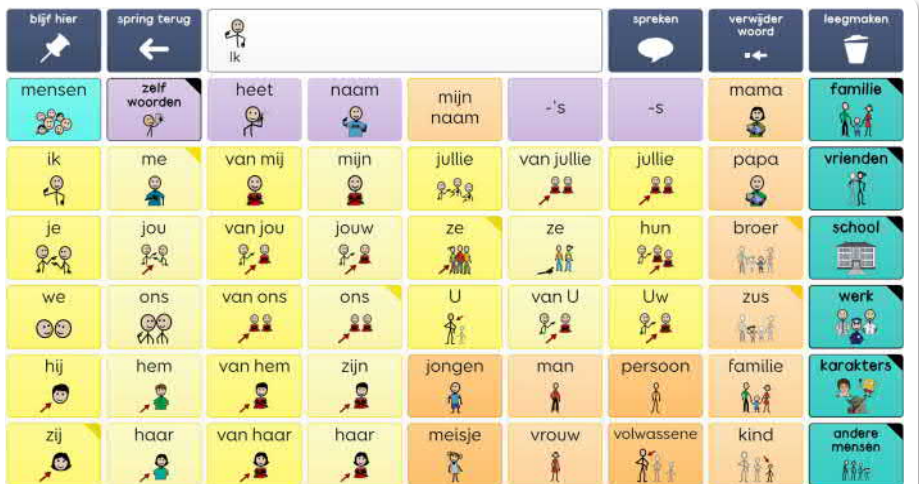 blijf hier
spring terug
Ik
spreken
verwijder
woord
leegmaken
mensen
zelf
woorden
heet
naam
mijn
naam
-'s
-s
mama
familie
ik
me
van mij
mijn
jullie
van jullie
jullie
papa
vrienden
je
jou
van jou
jouw
ze
ze
hun
broer
school
we
ons
van ons
ons
U
van U
Uw
zus
werk
hij
hem
van hem
zijn
jongen
man
persoon
familie
karakters
zij
haar
van haar
haar
meisje
vrouw
volwassene
kind
andere
mensen